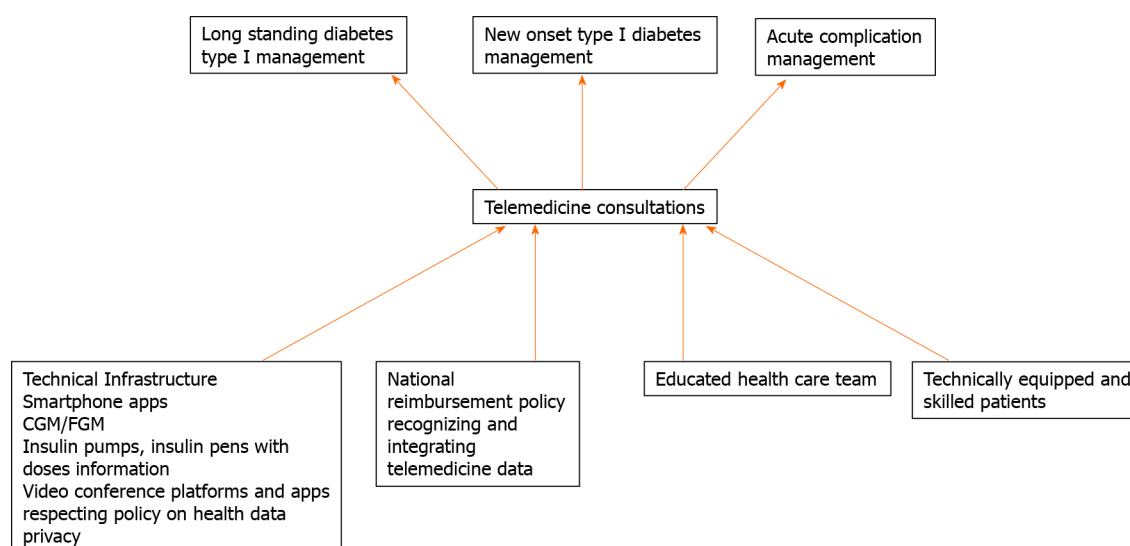 Long standing diabetes
type I management
New onset type I diabetes
management
Acute complication
management
Telemedicine consultations
Technical Infrastructure
Smartphone apps
CGM/FGM
Insulin pumps, insulin pens with
doses information
Video conference platforms and apps
respecting policy on health data
privacy
National
reimbursement policy
recognizing and
integrating
telemedicine data
Educated health care team
Technically equipped and
skilled patients